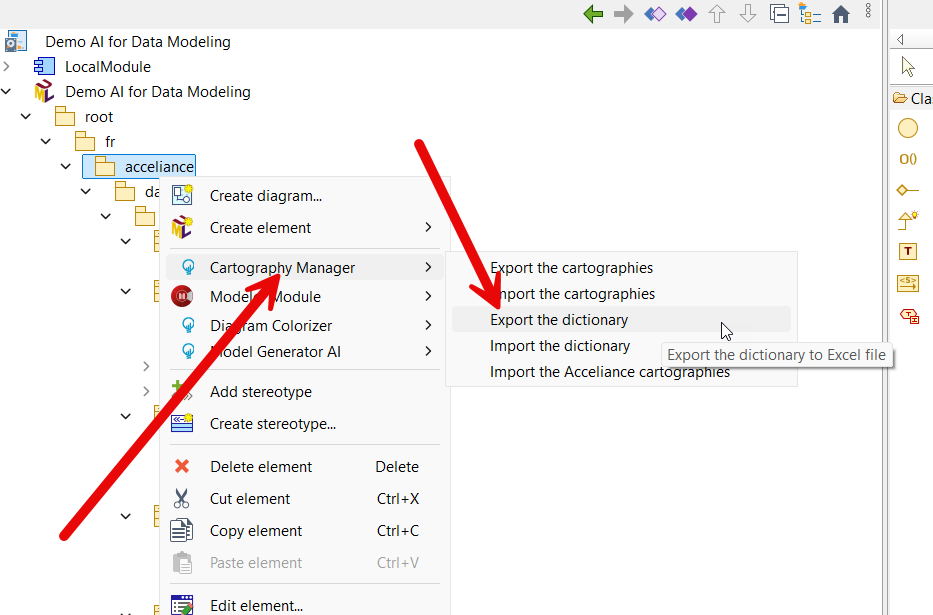 Demo AI for Data Modeling
LocalModule
Demo AI for Data Modeling
root
fr
acceliance
da
Create diagram...
Create element
Cartography Manager
Module
Diagram Colorizer
Model Generator AI
Add stereotype
Create stereotype...
Delete element Delete
Cut element Ctrl+X
Copy element Ctrl+C
Paste element Ctrl+V
Edit element...
Export the cartographies
Import the cartographies
Export the dictionary
Import the dictionary
Import the Acceliance cartographies
Export the dictionary to Excel file
Cla
O()
T
<S>
T